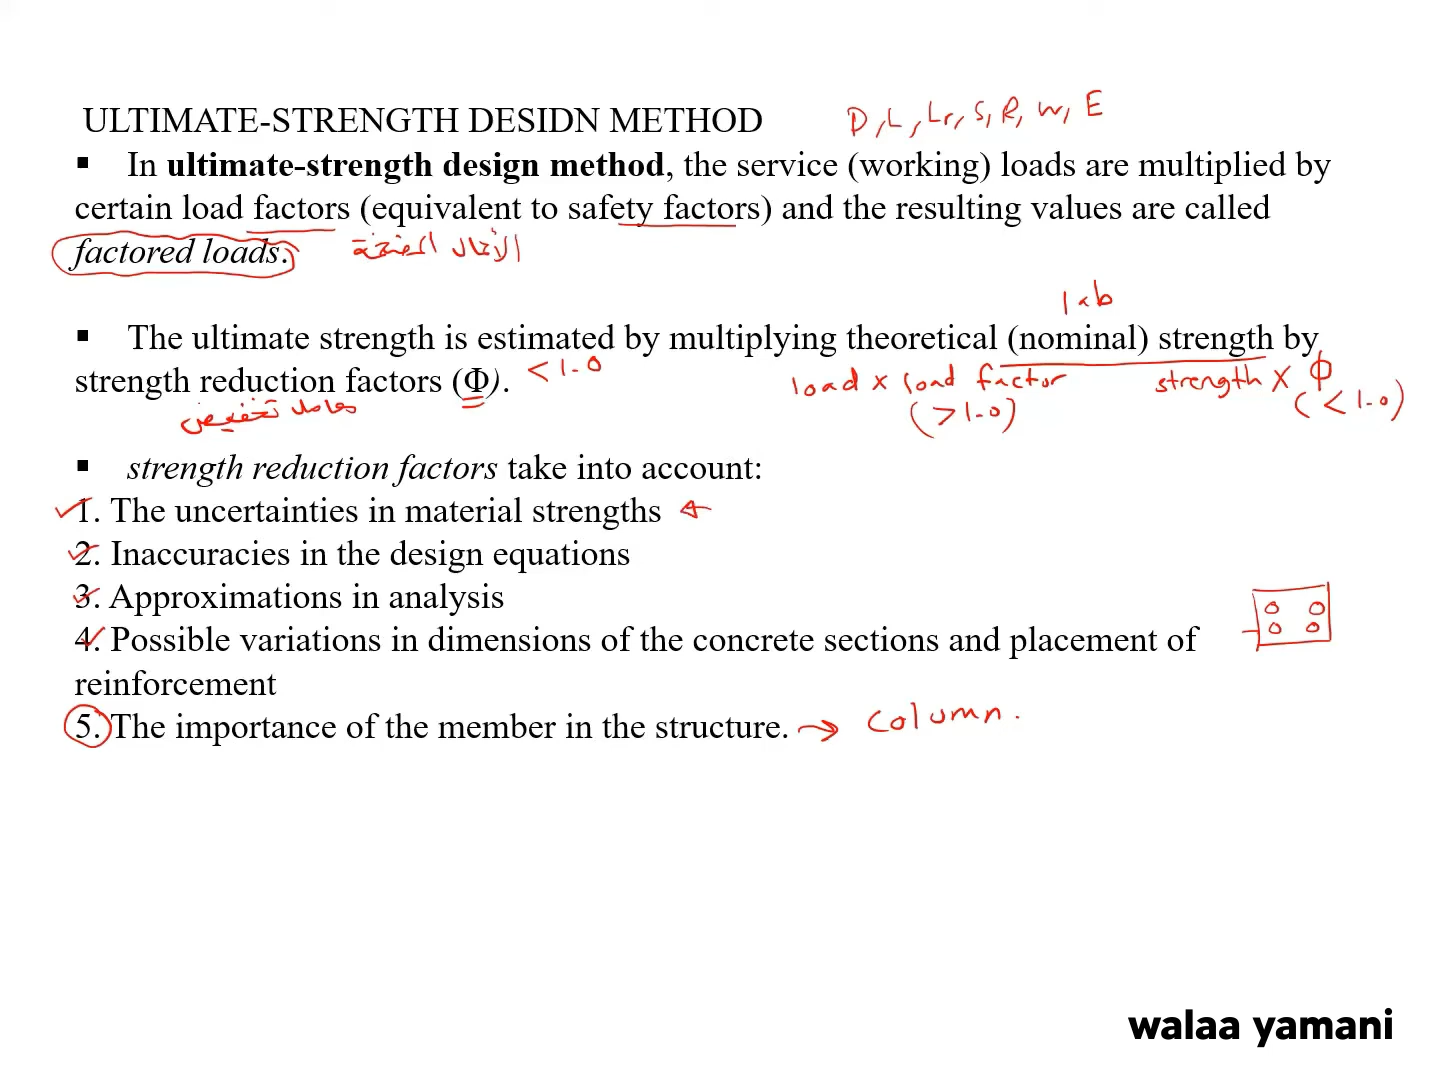 ULTIMATE-STRENGTH DESIDN METHOD D, L, Lr, S, R, W, E
▪ In ultimate-strength design method, the service (working) loads are multiplied by
certain load factors (equivalent to safety factors) and the resulting values are called
factored loads. الأحمال المضخمة
lab
▪ The ultimate strength is estimated by multiplying theoretical (nominal) strength by
strength reduction factors (Φ). < 1.0 load x load factor strength x Φ
معامل تخفيض (> 1.0) (< 1.0)
▪ strength reduction factors take into account:
1. The uncertainties in material strengths
2. Inaccuracies in the design equations
3. Approximations in analysis
4. Possible variations in dimensions of the concrete sections and placement of
reinforcement
5. The importance of the member in the structure. → column.
walaa yamani